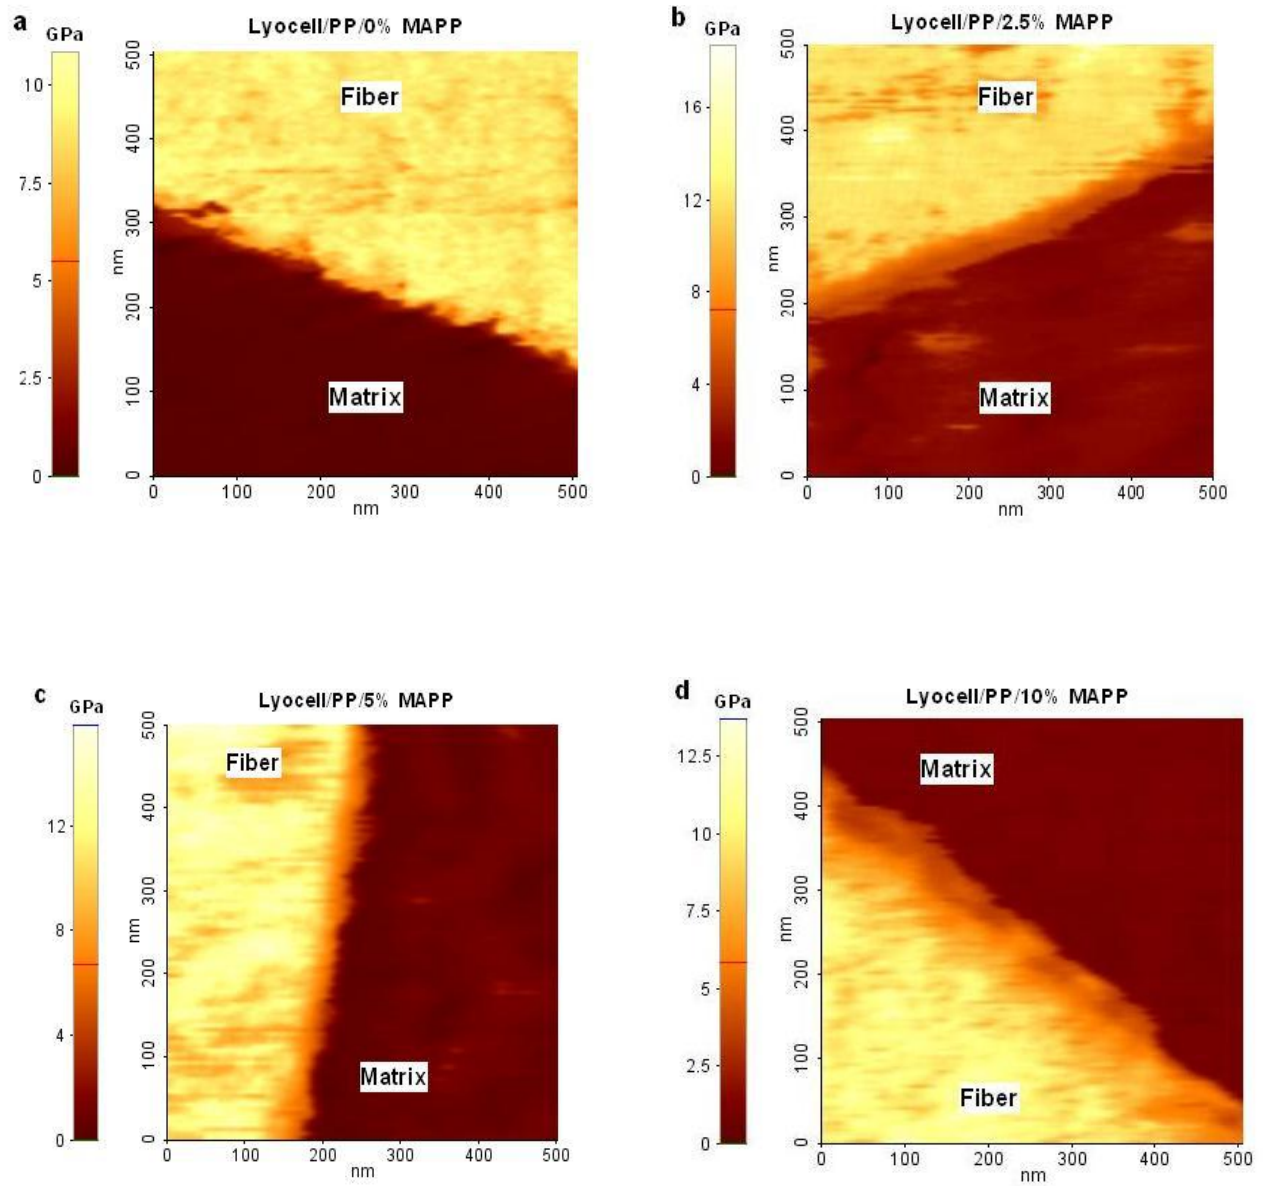 a
GPa
Lyocell/PP/0% MAPP
10
7.5
5
2.5
0
500
400
300
200
100
0
nm
Fiber
Matrix
0 100 200 300 400 500
nm
b
GPa
Lyocell/PP/2.5% MAPP
16
12
8
4
0
500
400
300
200
100
0
nm
Fiber
Matrix
0 100 200 300 400 500
nm
c
GPa
Lyocell/PP/5% MAPP
12
8
4
0
500
400
300
200
100
0
nm
Fiber
Matrix
0 100 200 300 400 500
nm
d
GPa
Lyocell/PP/10% MAPP
12.5
10
7.5
5
2.5
0
500
400
300
200
100
0
nm
Matrix
Fiber
0 100 200 300 400 500
nm